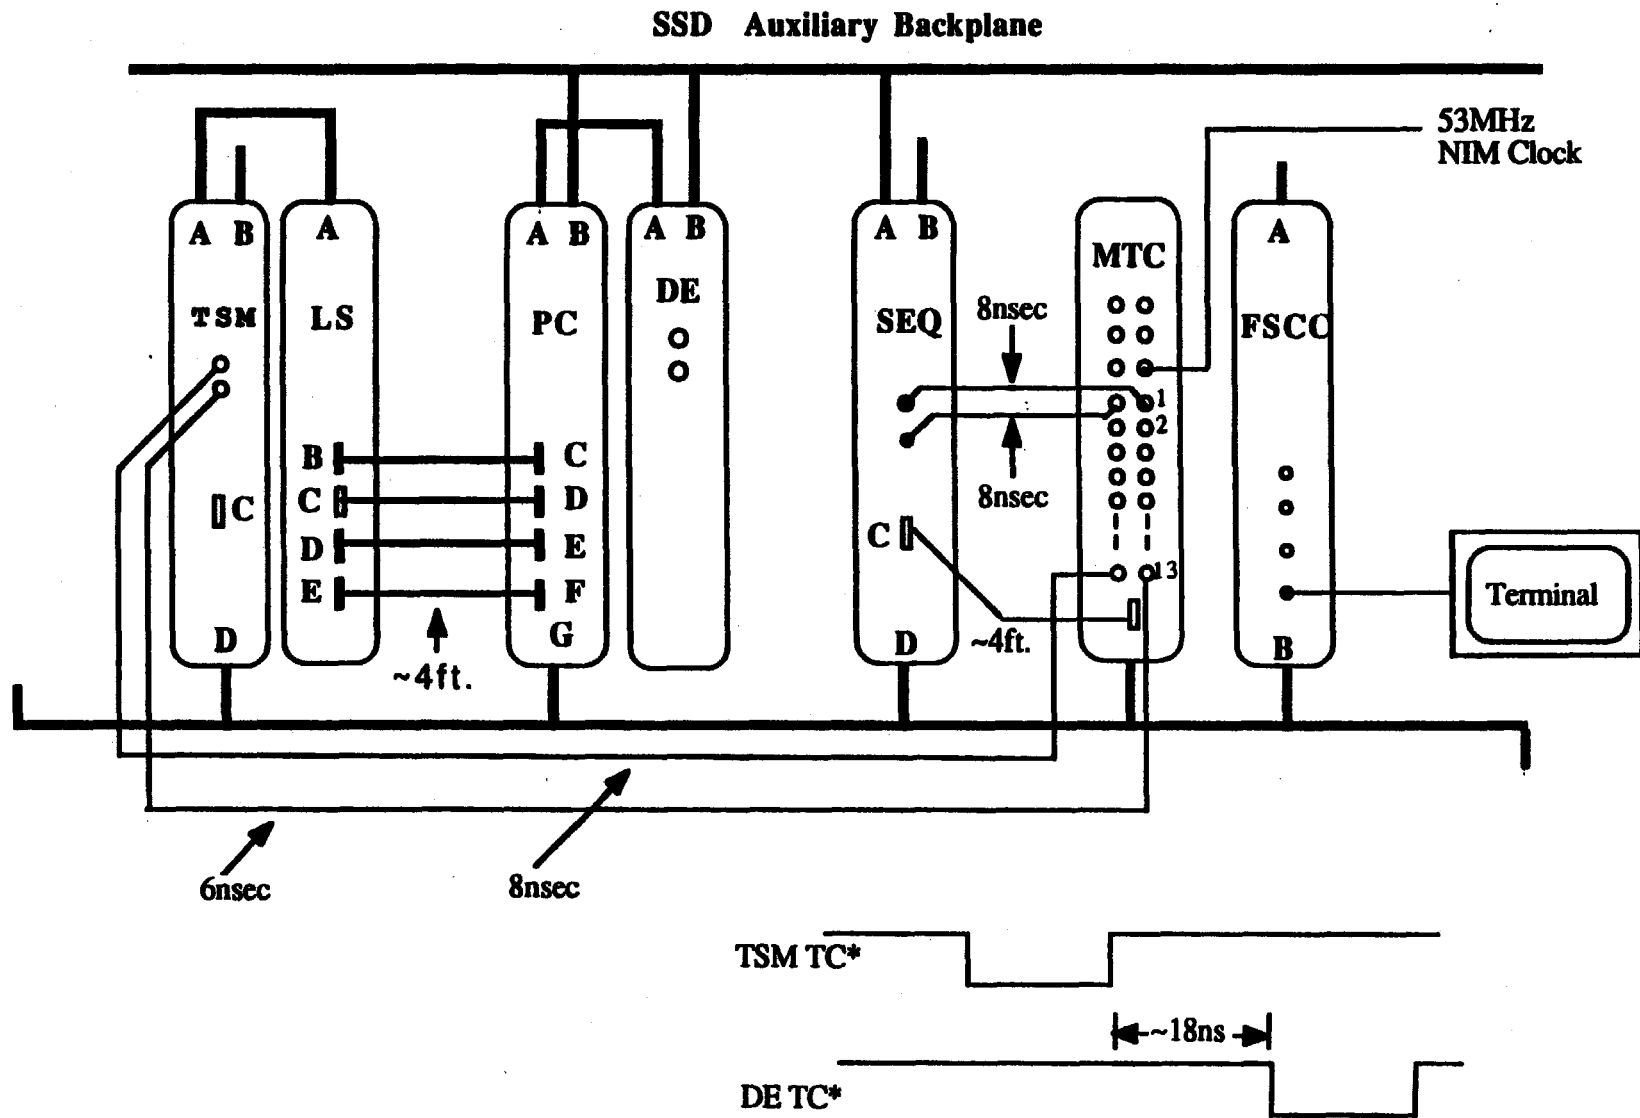 SSD Auxiliary Backplane
53MHz
NIM Clock
A B
A
A B
A B
A B
MTC
A
TSM
LS
PC
DE
SEQ
FSCC
8nsec
1
2
8nsec
B
C
C
C
D
D
E
E
F
C
C
13
Terminal
D
G
D
B
~4ft.
~4ft.
6nsec
8nsec
TSM TC*
~18ns
DE TC*